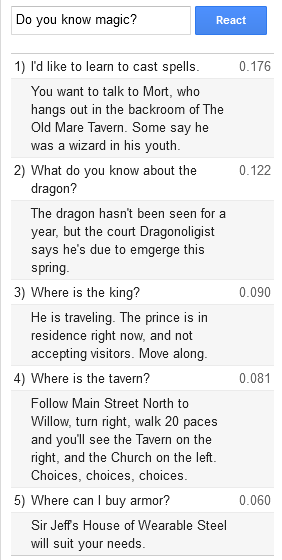 Do you know magic?
React
1) I'd like to learn to cast spells. 0.176
You want to talk to Mort, who
hangs out in the backroom of The
Old Mare Tavern. Some say he
was a wizard in his youth.
2) What do you know about the 0.122
dragon?
The dragon hasn't been seen for a
year, but the court Dragonoligist
says he's due to emgerge this
spring.
3) Where is the king? 0.090
He is traveling. The prince is in
residence right now, and not
accepting visitors. Move along.
4) Where is the tavern? 0.081
Follow Main Street North to
Willow, turn right, walk 20 paces
and you'll see the Tavern on the
right, and the Church on the left.
Choices, choices, choices.
5) Where can I buy armor? 0.060
Sir Jeff's House of Wearable Steel
will suit your needs.